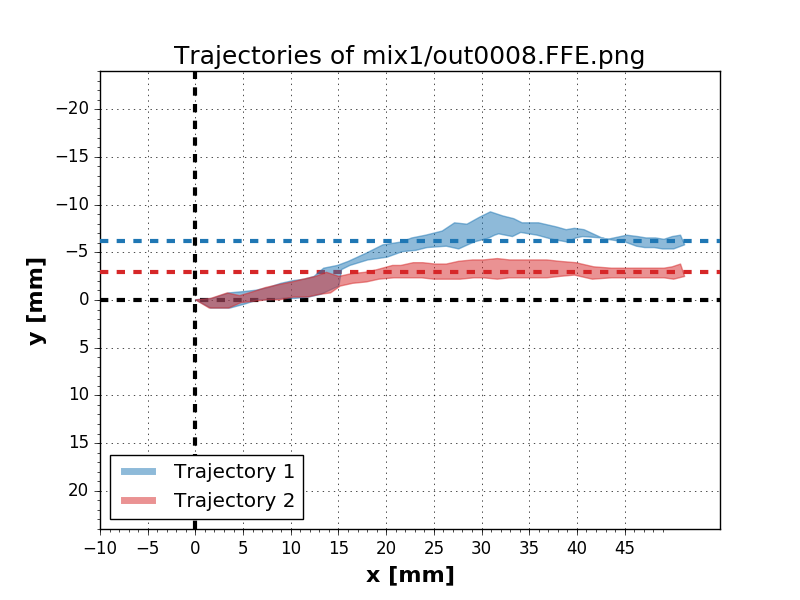 Trajectories of mix1/out0008.FFE.png
−20
−15
−10
−5
0
5
10
15
20
y [mm]
Trajectory 1
Trajectory 2
−10 −5 0 5 10 15 20 25 30 35 40 45
x [mm]